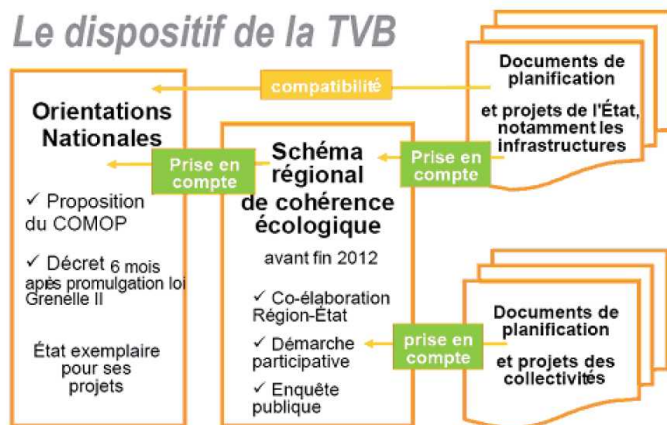 Le dispositif de la TVB
compatibilité
Orientations
Nationales
✓ Proposition
du COMOP
✓ Décret 6 mois
après promulgation loi
Grenelle II
État exemplaire
pour ses
projets
Prise en
compte
Schéma
régional
de cohérence
écologique
avant fin 2012
✓ Co-élaboration
Région-État
✓ Démarche
participative
✓ Enquête
publique
Prise en
compte
Documents de
planification
et projets de l'État,
notamment les
infrastructures
prise en
compte
Documents de
planification
et projets des
collectivités